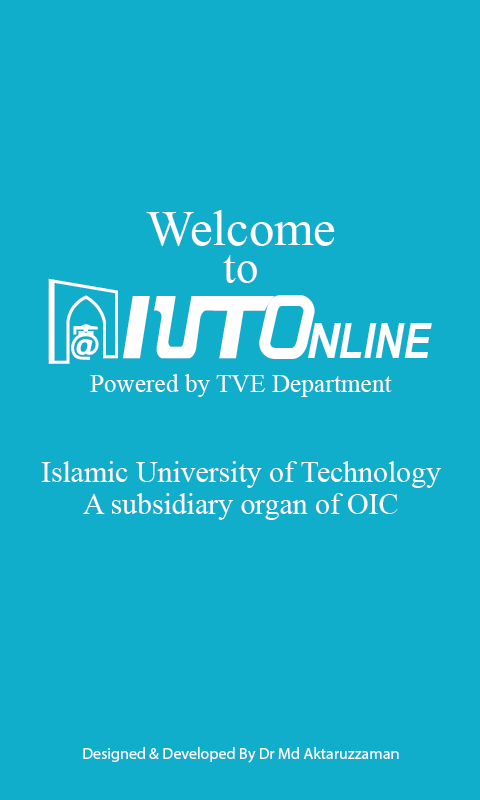 Welcome
to
IUTONLINE
Powered by TVE Department
Islamic University of Technology
A subsidiary organ of OIC
Designed & Developed By Dr Md Aktaruzzaman